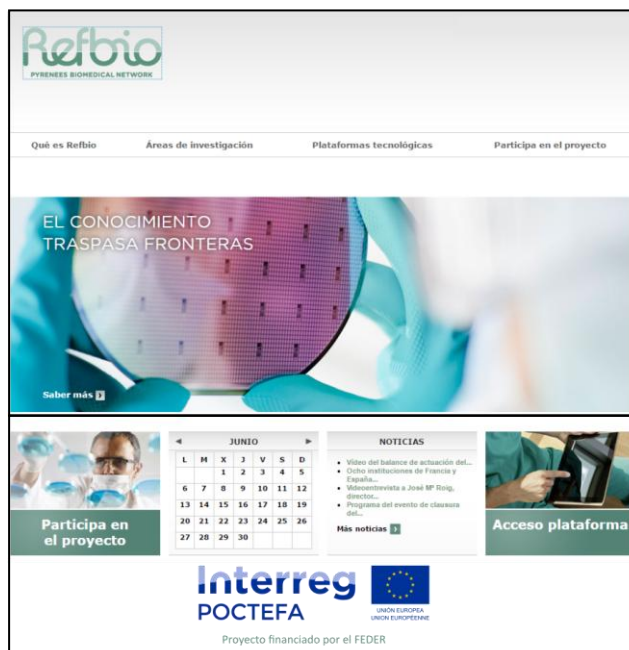 Refbio
PYRENEES BIOMEDICAL NETWORK
Qué es Refbio Áreas de investigación Plataformas tecnológicas Participa en el proyecto
EL CONOCIMIENTO
TRASPASA FRONTERAS
Saber más
Participa en
el proyecto
JUNIO
L M X J V S D
1 2 3 4 5
6 7 8 9 10 11 12
13 14 15 16 17 18 19
20 21 22 23 24 25 26
27 28 29 30
NOTICIAS
Vídeo del balance de actuación del...
Ocho instituciones de Francia y
España...
Videoentrevista a José Mª Roig,
director...
Programa del evento de clausura
del...
Más noticias
Acceso plataforma
Interreg
POCTEFA
UNIÓN EUROPEA
UNION EUROPÉENNE
Proyecto financiado por el FEDER